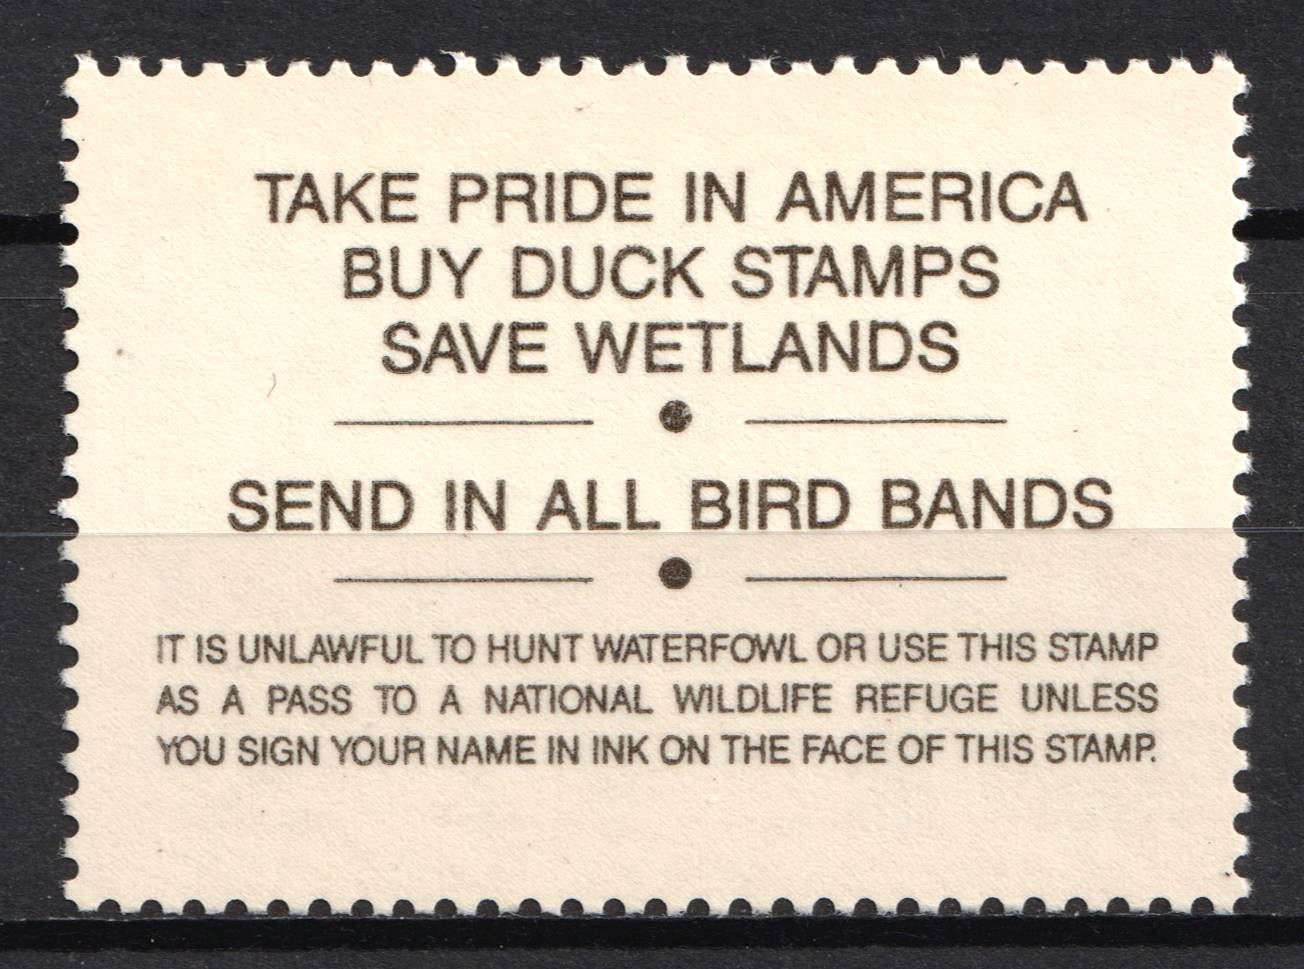 TAKE PRIDE IN AMERICA
BUY DUCK STAMPS
SAVE WETLANDS
SEND IN ALL BIRD BANDS
IT IS UNLAWFUL TO HUNT WATERFOWL OR USE THIS STAMP
AS A PASS TO A NATIONAL WILDLIFE REFUGE UNLESS
YOU SIGN YOUR NAME IN INK ON THE FACE OF THIS STAMP.